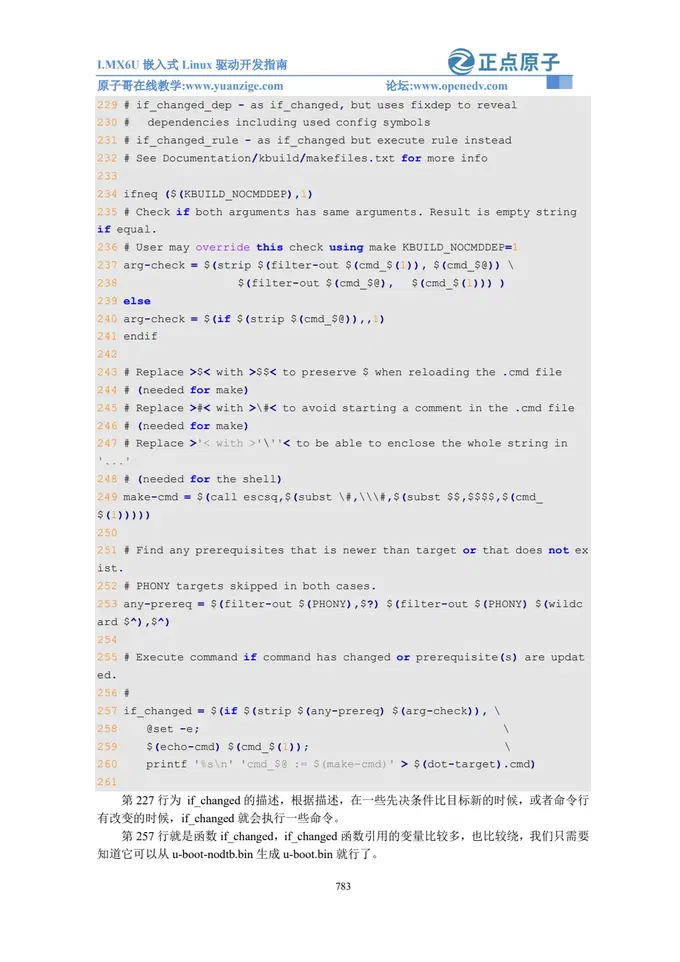 I.MX6U 嵌入式 Linux 驱动开发指南
正点原子
原子哥在线教学:www.yuanzige.com 论坛:www.openedv.com
229 # if_changed_dep - as if_changed, but uses fixdep to reveal
230 #   dependencies including used config symbols
231 # if_changed_rule - as if_changed but execute rule instead
232 # See Documentation/kbuild/makefiles.txt for more info
233
234 ifneq ($(KBUILD_NOCMDDEP),1)
235 # Check if both arguments has same arguments. Result is empty string
if equal.
236 # User may override this check using make KBUILD_NOCMDDEP=1
237 arg-check = $(strip $(filter-out $(cmd_$(1)), $(cmd_$@)) \
238                $(filter-out $(cmd_$@),   $(cmd_$(1))) )
239 else
240 arg-check = $(if $(strip $(cmd_$@)),,1)
241 endif
242
243 # Replace >$< with >$$< to preserve $ when reloading the .cmd file
244 # (needed for make)
245 # Replace >#< with >\#< to avoid starting a comment in the .cmd file
246 # (needed for make)
247 # Replace >'< with >'\''< to be able to enclose the whole string in
'...'
248 # (needed for the shell)
249 make-cmd = $(call escsq,$(subst \#,\\\#,$(subst $$,$$$$,$(cmd_
$(1)))))
250
251 # Find any prerequisites that is newer than target or that does not ex
ist.
252 # PHONY targets skipped in both cases.
253 any-prereq = $(filter-out $(PHONY),$?) $(filter-out $(PHONY) $(wildc
ard $^),$^)
254
255 # Execute command if command has changed or prerequisite(s) are updat
ed.
256 #
257 if_changed = $(if $(strip $(any-prereq) $(arg-check)), \
258    @set -e;                                        \
259    $(echo-cmd) $(cmd_$(1));                        \
260    printf '%s\n' 'cmd_$@ := $(make-cmd)' > $(dot-target).cmd)
261
第 227 行为 if_changed 的描述，根据描述，在一些先决条件比目标新的时候，或者命令行
有改变的时候，if_changed 就会执行一些命令。
第 257 行就是函数 if_changed，if_changed 函数引用的变量比较多，也比较绕，我们只需要
知道它可以从 u-boot-nodtb.bin 生成 u-boot.bin 就行了。
783